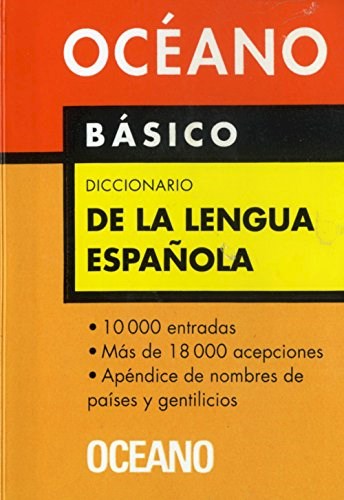 OCÉANO
BÁSICO
DICCIONARIO
DE LA LENGUA
ESPAÑOLA
• 10 000 entradas
• Más de 18 000 acepciones
• Apéndice de nombres de
países y gentilicios
OCEANO